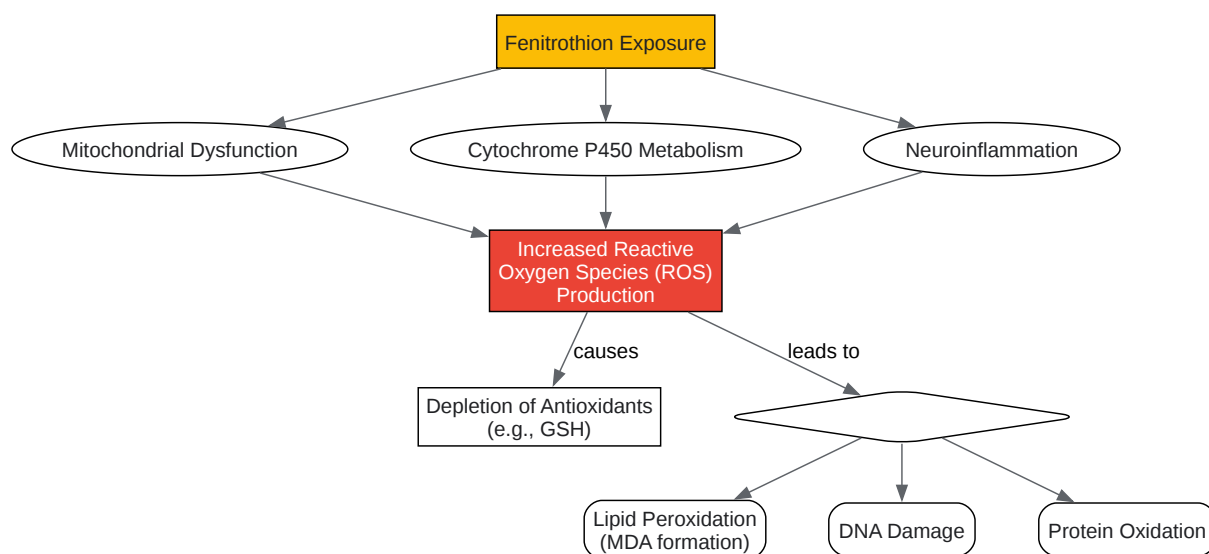 Fenitrothion Exposure
Mitochondrial Dysfunction
Cytochrome P450 Metabolism
Neuroinflammation
Increased Reactive
Oxygen Species (ROS)
Production
causes
leads to
Depletion of Antioxidants
(e.g., GSH)
Lipid Peroxidation
(MDA formation)
DNA Damage
Protein Oxidation